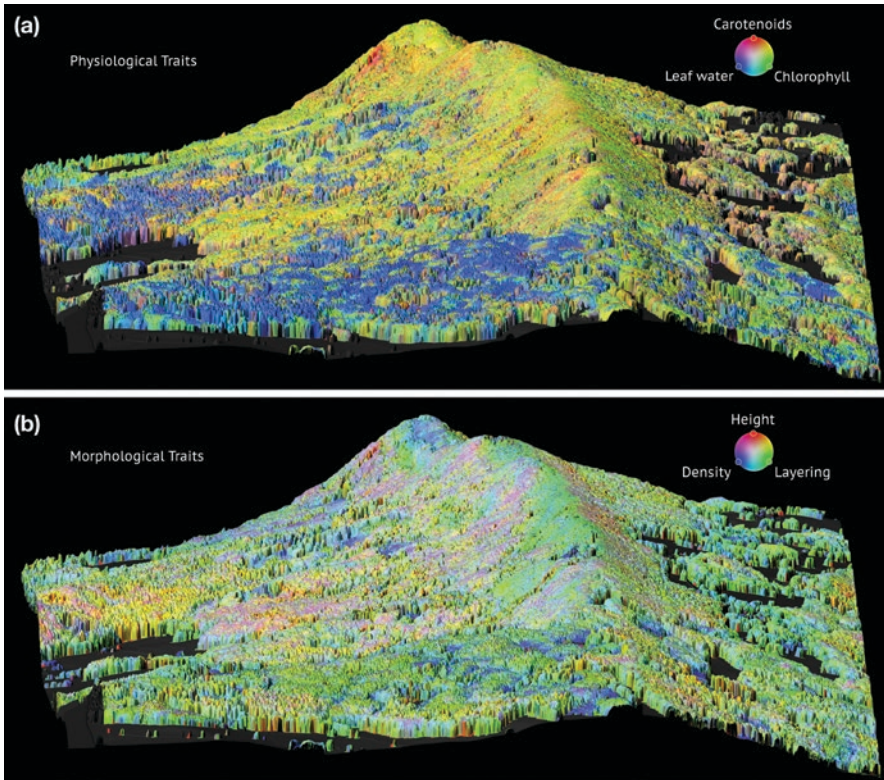 (a)
Physiological Traits
Carotenoids
Leaf water
Chlorophyll
(b)
Morphological Traits
Height
Density
Layering